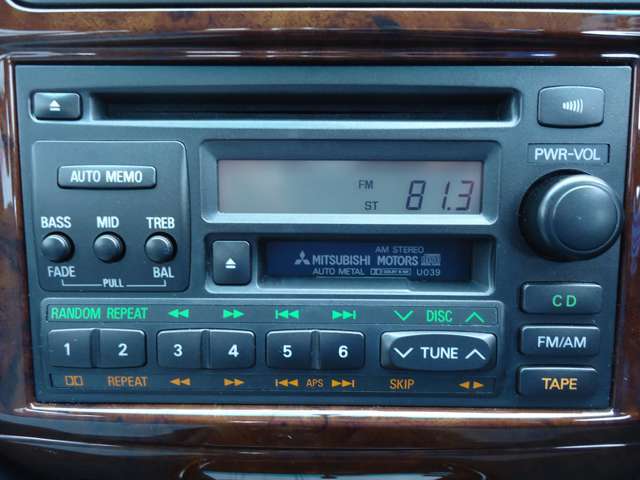 PWR-VOL
AUTO MEMO
FM
ST 81.3
BASS MID TREB
FADE PULL BAL
AM STEREO
MITSUBISHI MOTORS
AUTO METAL DOLBY B NR U039
CD
RANDOM REPEAT DISC
1 2 3 4 5 6 TUNE
FM/AM
REPEAT APS SKIP
TAPE